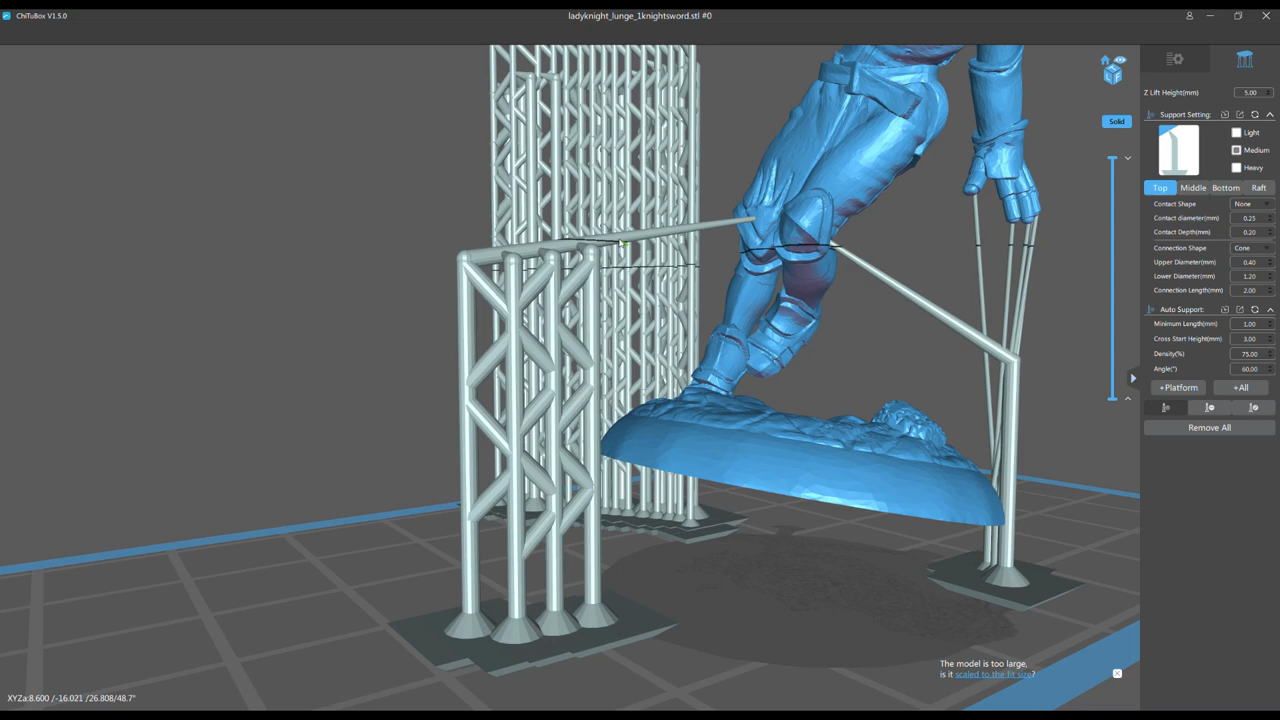 ChiTuBox V1.5.0
ladyknight_lunge_1knightsword.stl #0
Z Lift Height(mm) 5.00
Support Setting:
Light
Medium
Heavy
Top Middle Bottom Raft
Contact Shape None
Contact diameter(mm) 0.25
Contact Depth(mm) 0.20
Connection Shape Cone
Upper Diameter(mm) 0.40
Lower Diameter(mm) 1.20
Connection Length(mm) 2.00
Auto Support:
Minimum Length(mm) 1.00
Cross Start Height(mm) 3.00
Density(%) 75.00
Angle(°) 60.00
+Platform +All
Remove All
Solid
The model is too large,
is it scaled to the fit size?
XYZa:8.600 /-16.021 /26.808/48.7°